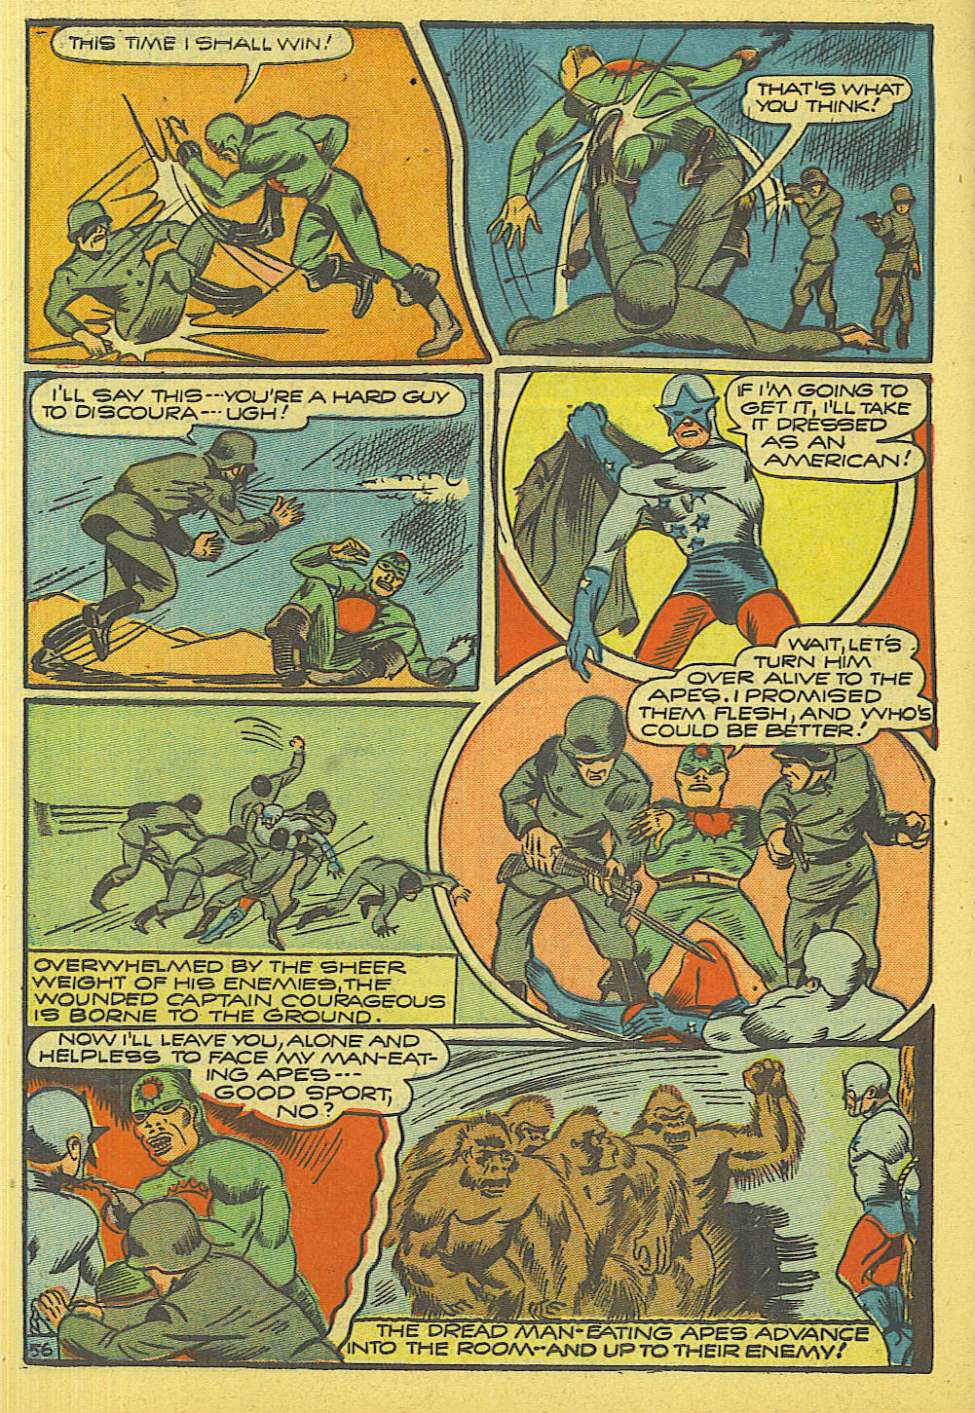 THIS TIME I SHALL WIN!
THAT'S WHAT
YOU THINK!
I'LL SAY THIS---YOU'RE A HARD GUY
TO DISCOURA---UGH!
IF I'M GOING TO
GET IT, I'LL TAKE
IT DRESSED
AS AN
AMERICAN!
WAIT, LET'S
TURN HIM
OVER ALIVE TO THE
APES. I PROMISED
THEM FLESH, AND WHO'S
COULD BE BETTER!
OVERWHELMED BY THE SHEER
WEIGHT OF HIS ENEMIES, THE
WOUNDED CAPTAIN COURAGEOUS
IS BORNE TO THE GROUND.
NOW I'LL LEAVE YOU, ALONE AND
HELPLESS TO FACE MY MAN-EAT-
ING APES---
GOOD SPORT,
NO?
THE DREAD MAN-EATING APES ADVANCE
INTO THE ROOM--AND UP TO THEIR ENEMY!
56